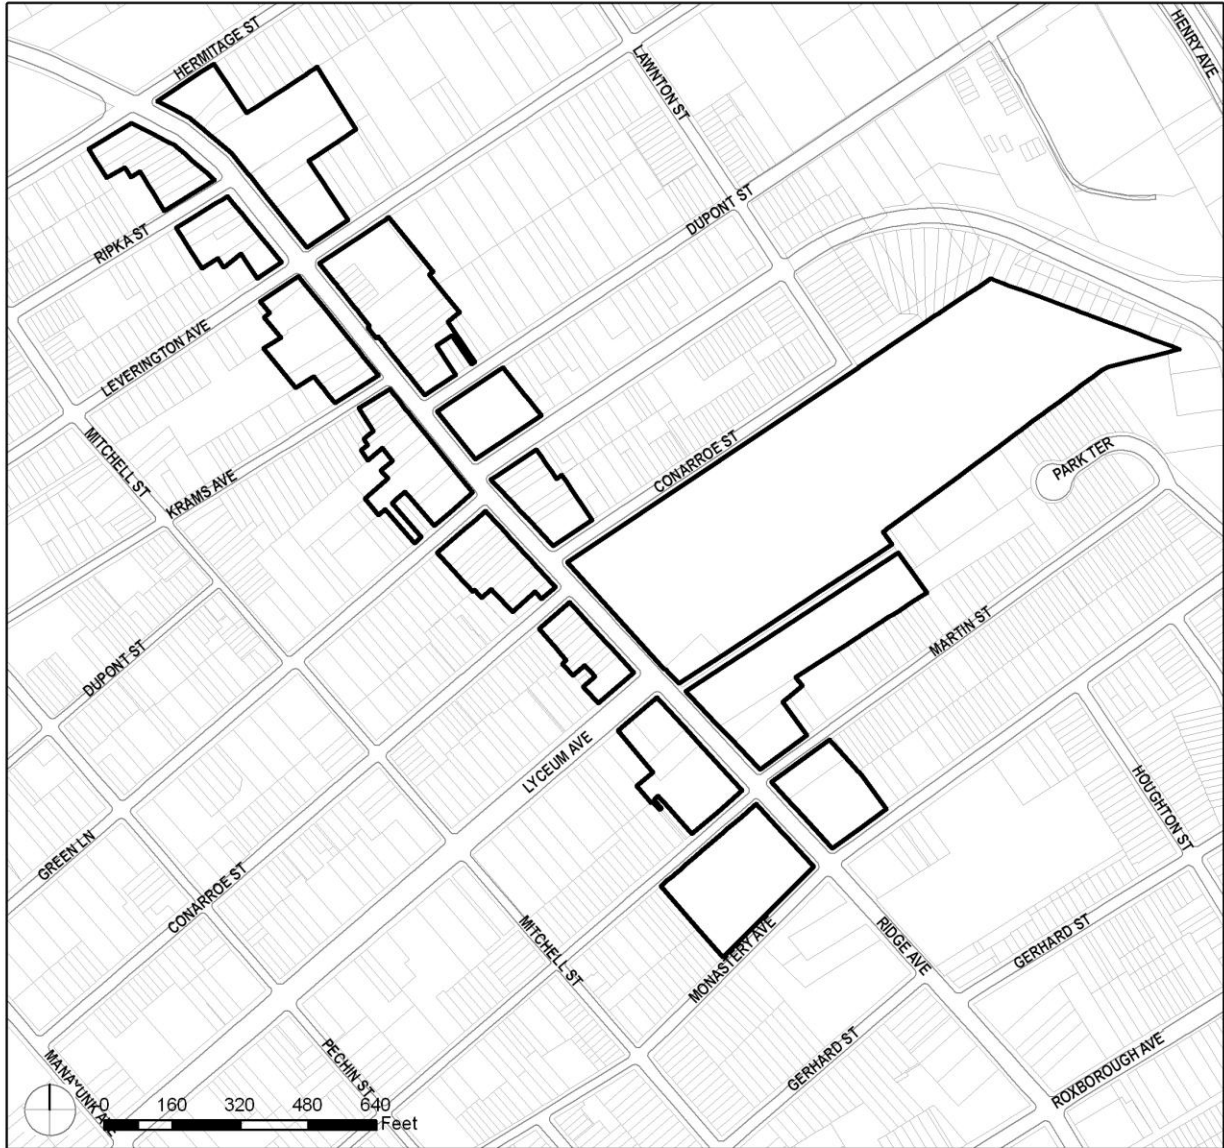 HERMITAGE ST
LAWNTON ST
HENRY AVE
RIPKA ST
DUPONT ST
LEVERINGTON AVE
MITCHELL ST
KRAMS AVE
CONARROE ST
PARK TER
MARTIN ST
DUPONT ST
LYCEUM AVE
HOUGHTON ST
GREEN LN
CONARROE ST
MITCHELL ST
MONASTERY AVE
RIDGE AVE
GERHARD ST
PECHIN ST
GERHARD ST
ROXBOROUGH AVE
MANAYUNK AVE
0 160 320 480 640
Feet